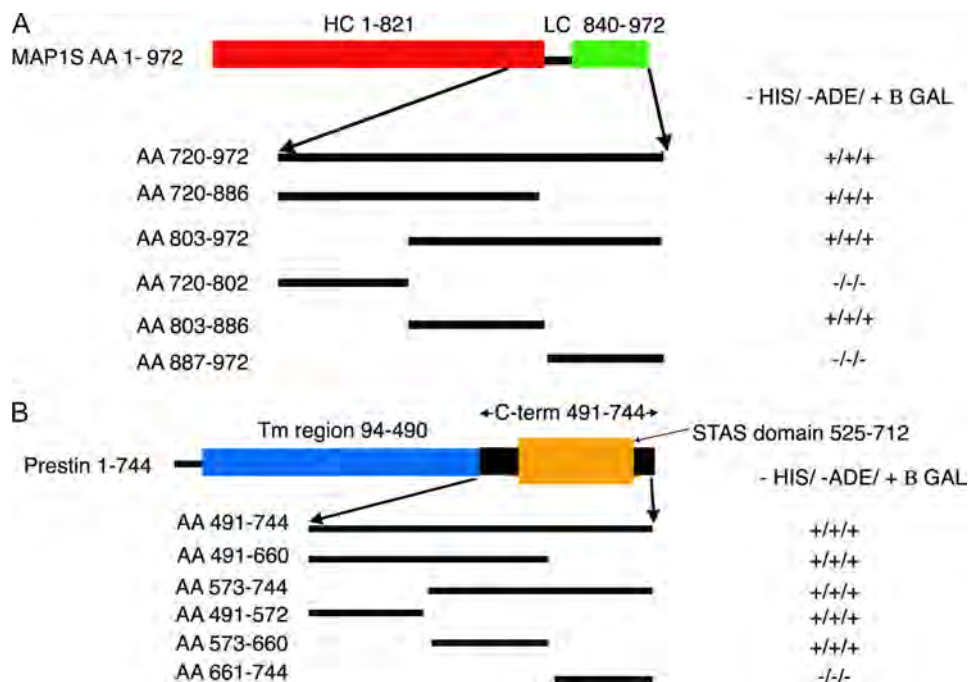 A
HC 1-821 LC 840-972
MAP1S AA 1- 972
- HIS/ -ADE/ + B GAL
AA 720-972 +/+/+
AA 720-886 +/+/+
AA 803-972 +/+/+
AA 720-802 -/-/-
AA 803-886 +/+/+
AA 887-972 -/-/-
B
C-term 491-744
Tm region 94-490 STAS domain 525-712
Prestin 1-744
- HIS/ -ADE/ + B GAL
AA 491-744 +/+/+
AA 491-660 +/+/+
AA 573-744 +/+/+
AA 491-572 +/+/+
AA 573-660 +/+/+
AA 661-744 -/-/-